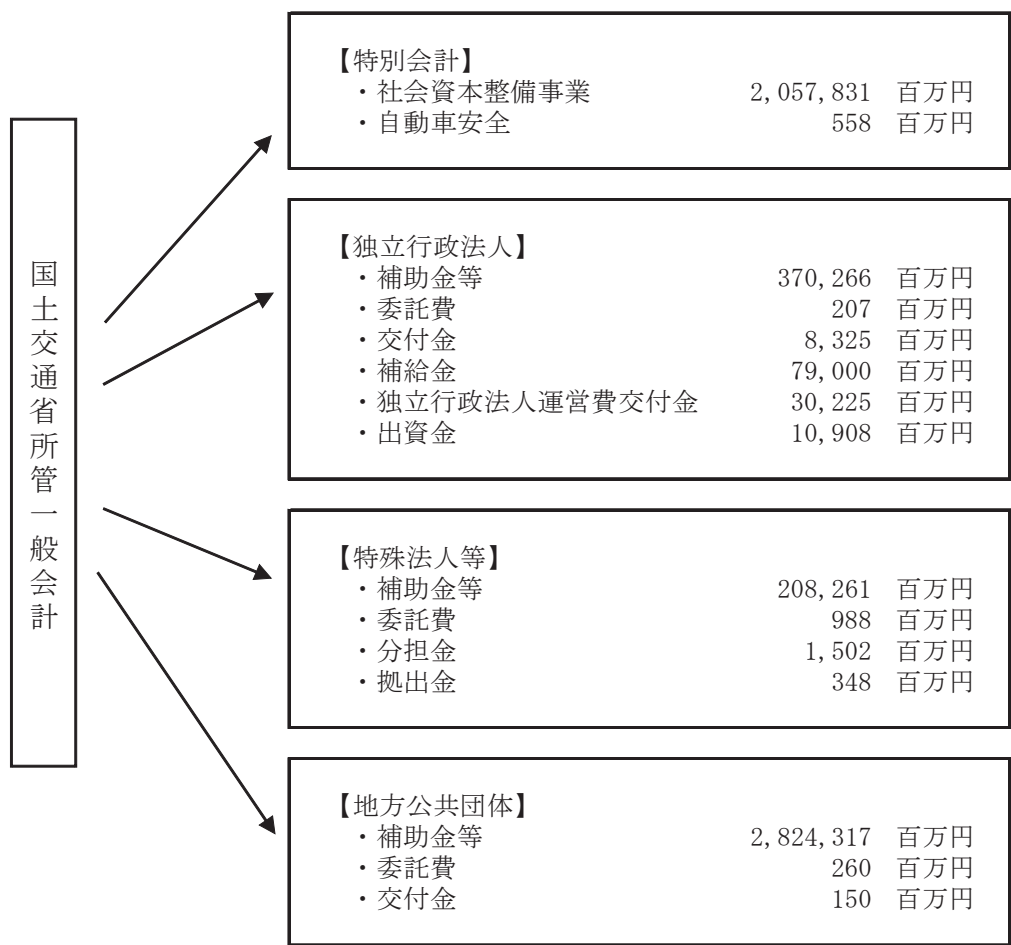 国土交通省所管一般会計
【特別会計】
・社会資本整備事業 2,057,831 百万円
・自動車安全 558 百万円
【独立行政法人】
・補助金等 370,266 百万円
・委託費 207 百万円
・交付金 8,325 百万円
・補給金 79,000 百万円
・独立行政法人運営費交付金 30,225 百万円
・出資金 10,908 百万円
【特殊法人等】
・補助金等 208,261 百万円
・委託費 988 百万円
・分担金 1,502 百万円
・拠出金 348 百万円
【地方公共団体】
・補助金等 2,824,317 百万円
・委託費 260 百万円
・交付金 150 百万円